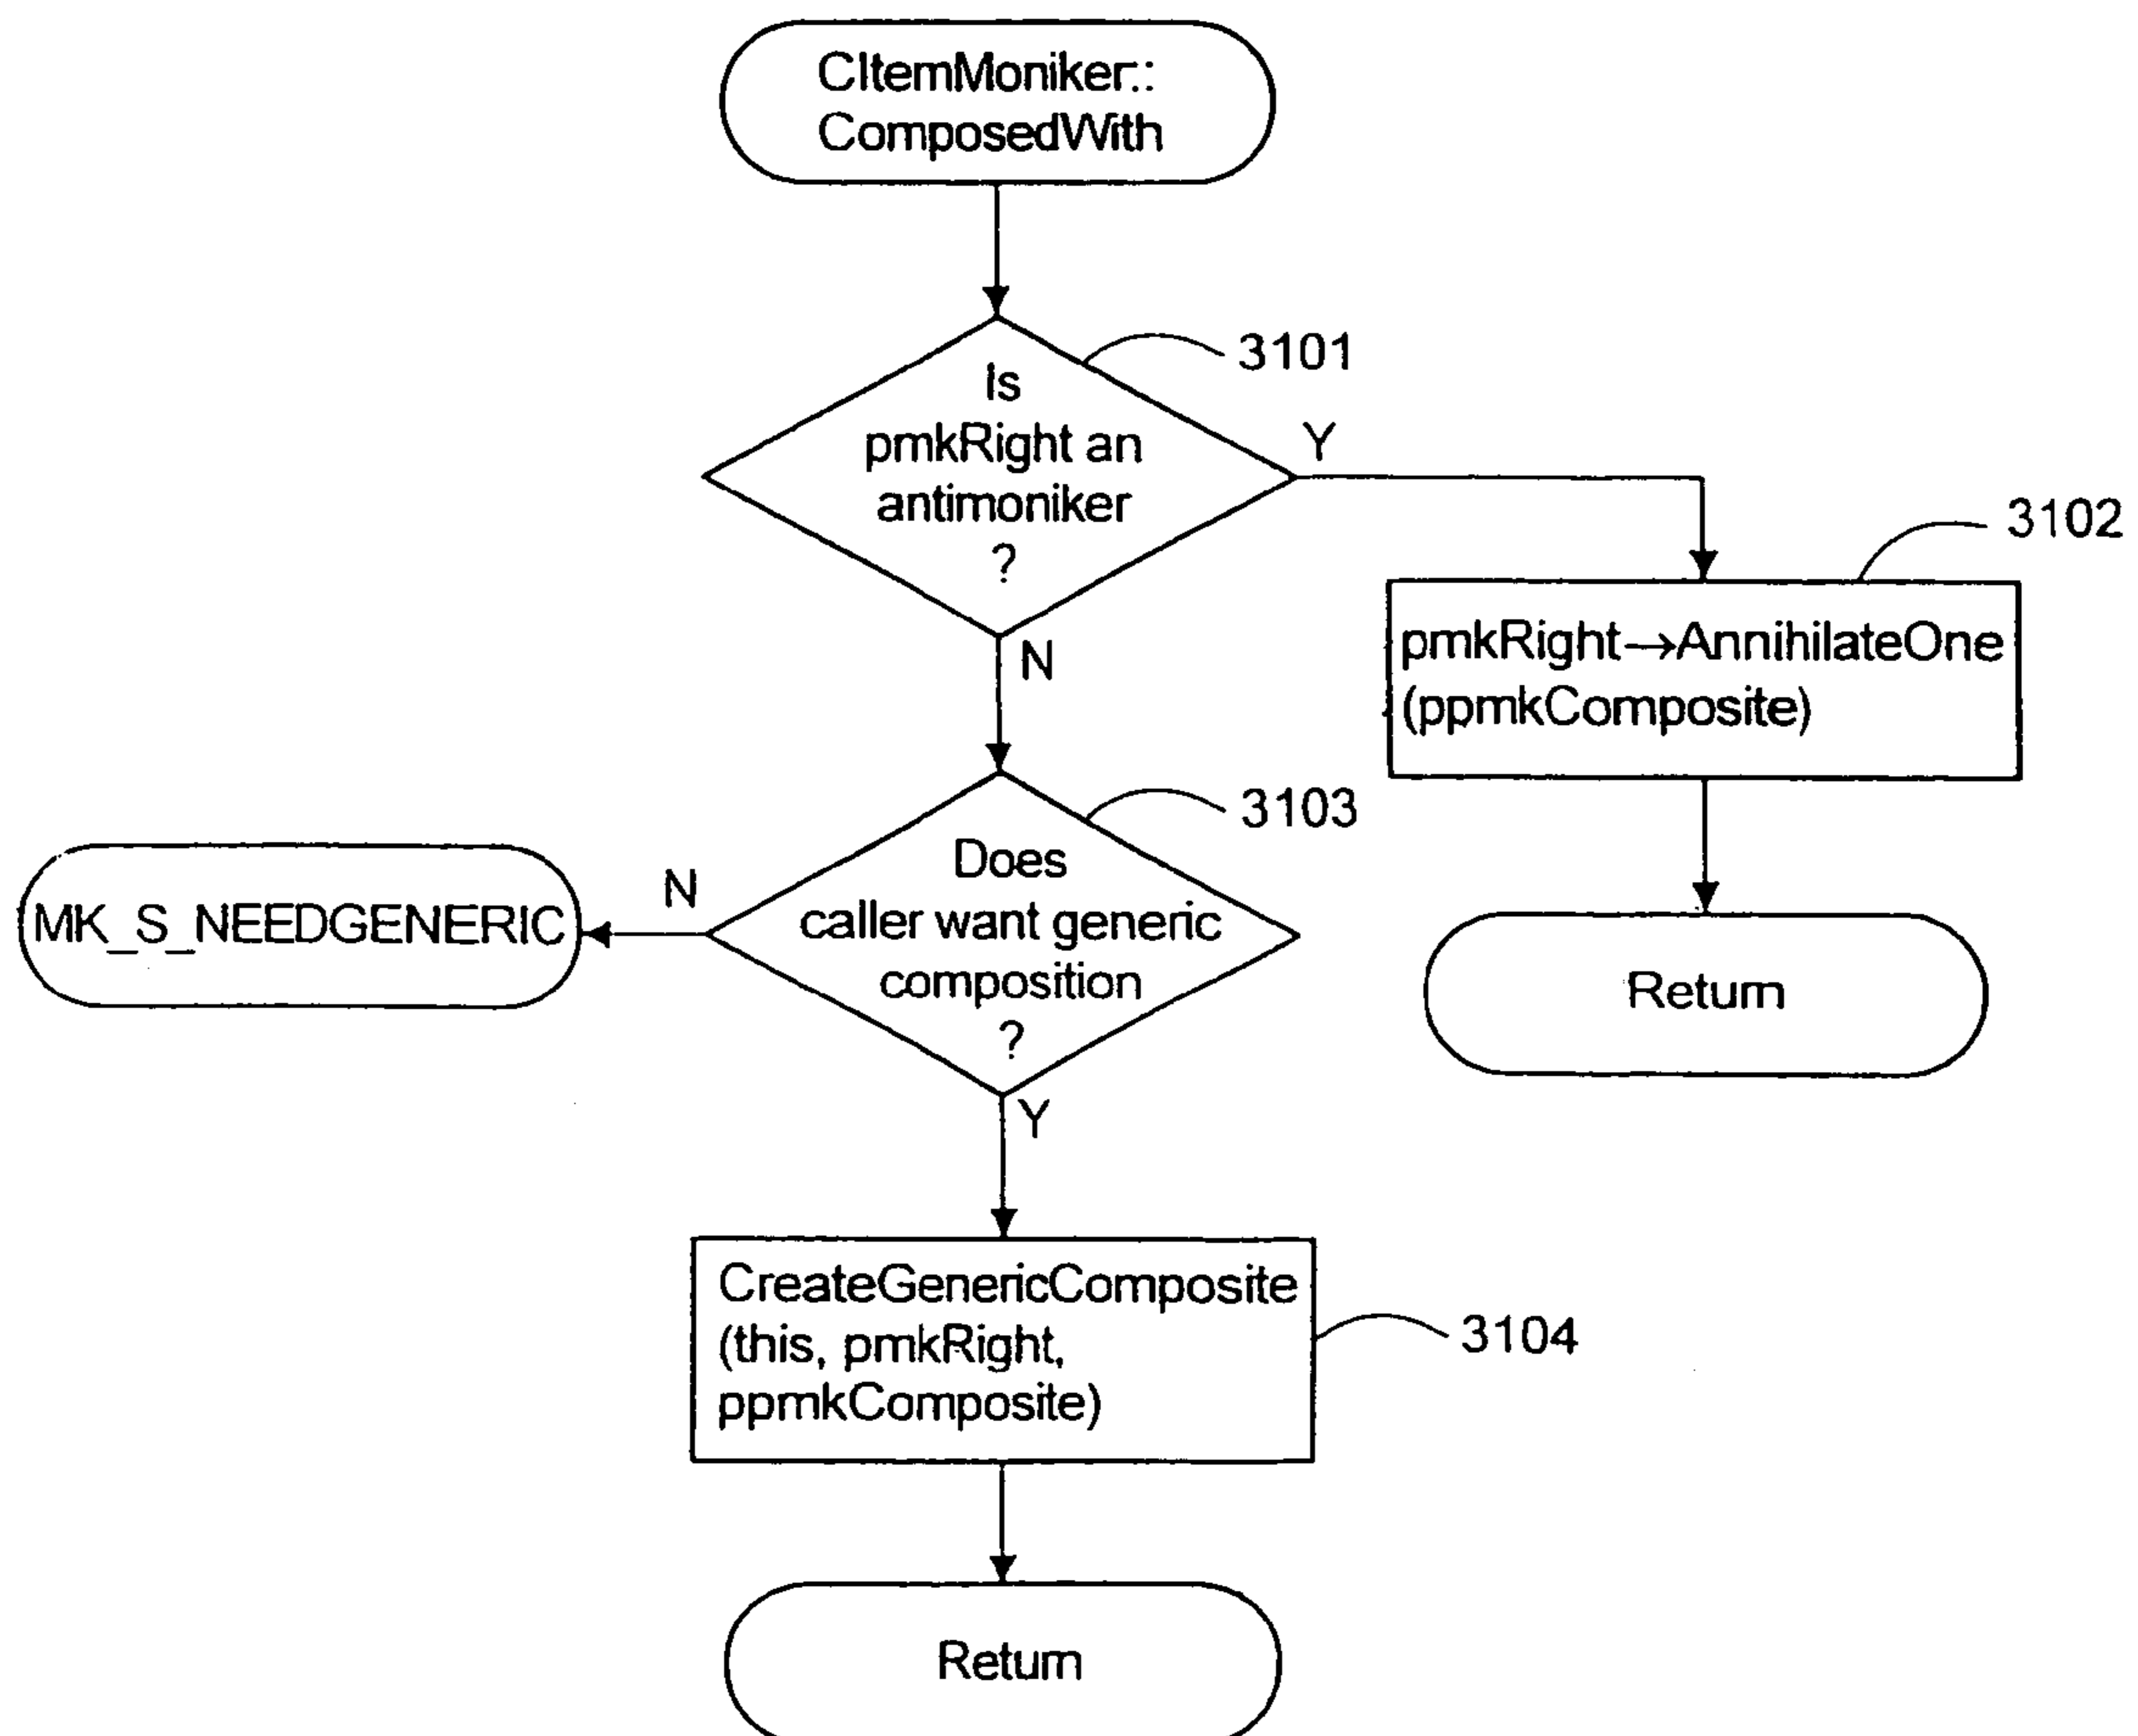 CItemMoniker::
ComposedWith
3101
Is
pmkRight an
antimoniker
?
Y
N
3102
pmkRight→AnnihilateOne
(ppmkComposite)
Return
3103
Does
caller want generic
composition
?
N
MK_S_NEEDGENERIC
Y
CreateGenericComposite
(this, pmkRight,
ppmkComposite)
3104
Return